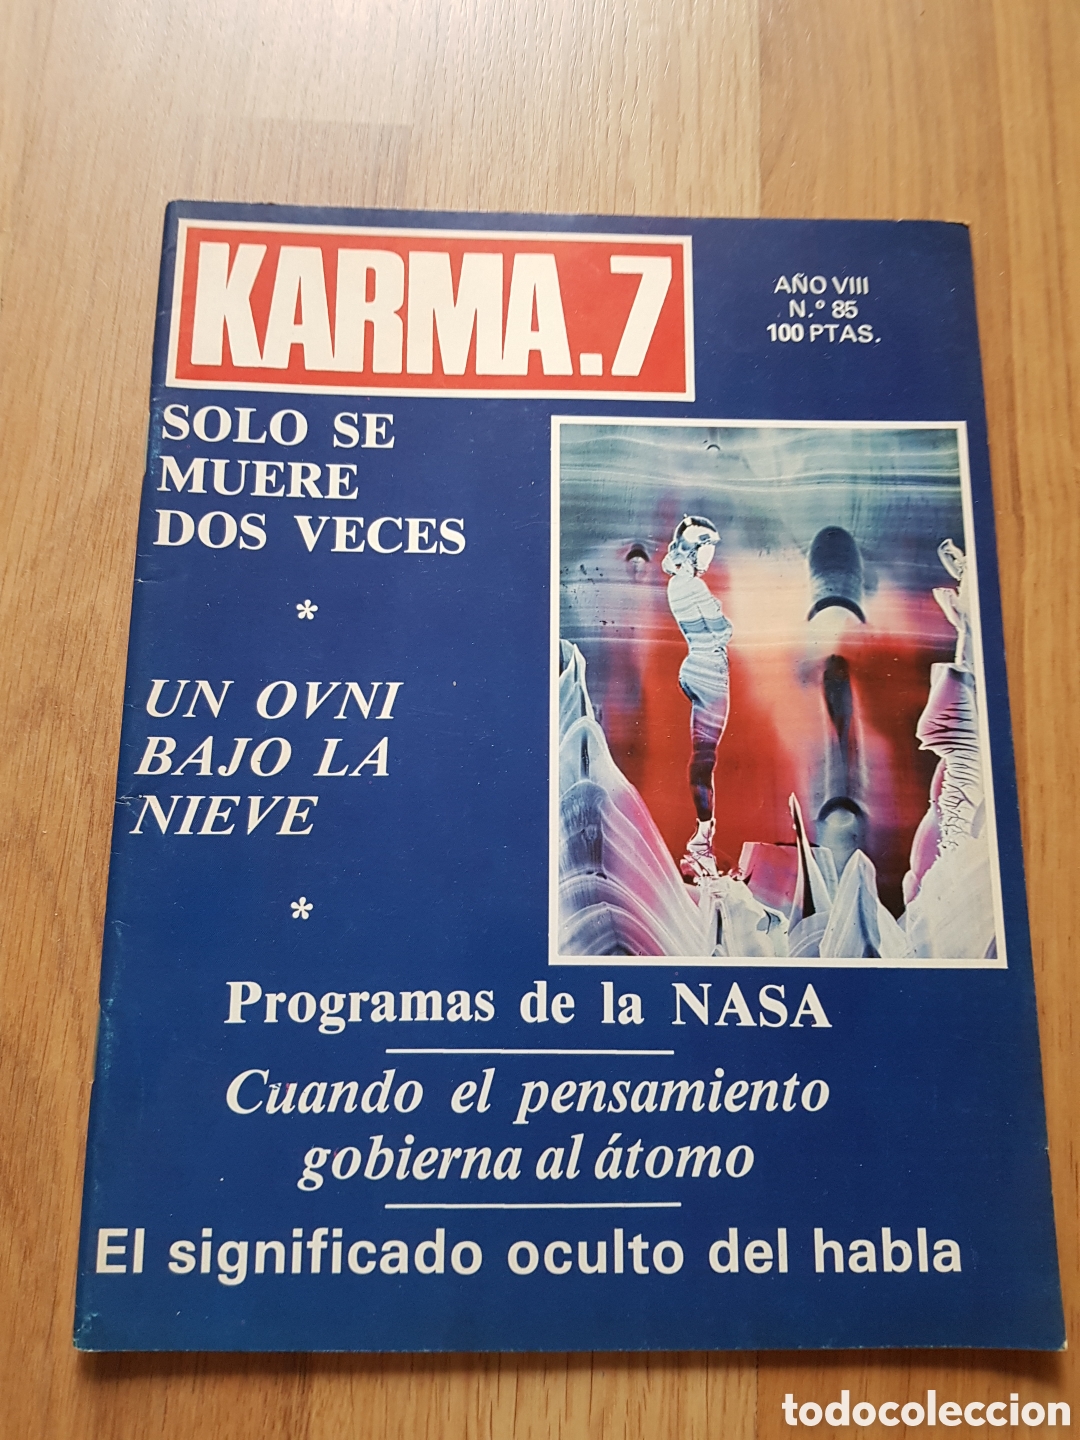 KARMA.7
AÑO VIII
N.º 85
100 PTAS.
SOLO SE
MUERE
DOS VECES
*
UN OVNI
BAJO LA
NIEVE
*
Programas de la NASA
Cuando el pensamiento
gobierna al átomo
El significado oculto del habla
todocoleccion